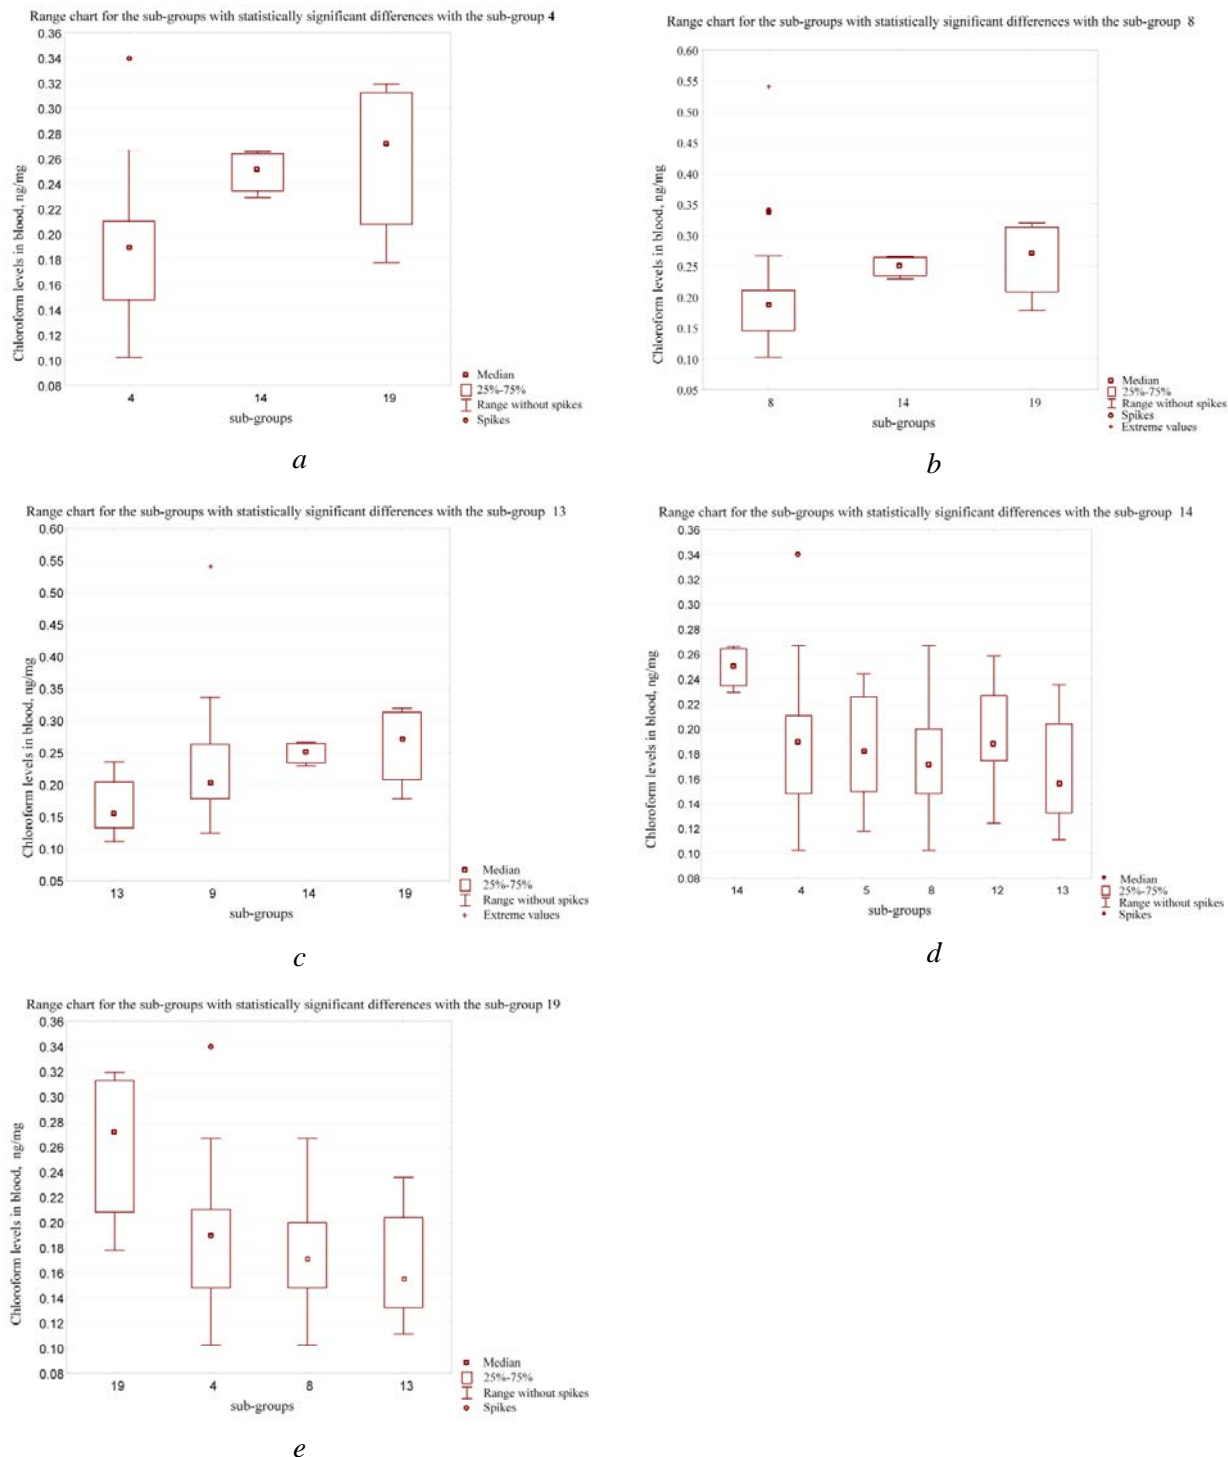 Range chart for the sub-groups with statistically significant differences with the sub-group 4
0.36
0.34
0.32
0.30
0.28
0.26
0.24
0.22
0.20
0.18
0.16
0.14
0.12
0.10
0.08
Chloroform levels in blood, ng/mg
4 14 19
sub-groups
Median
25%-75%
Range without spikes
Spikes
a
Range chart for the sub-groups with statistically significant differences with the sub-group 8
0.60
0.55
0.50
0.45
0.40
0.35
0.30
0.25
0.20
0.15
0.10
0.05
Chloroform levels in blood, ng/mg
8 14 19
sub-groups
Median
25%-75%
Range without spikes
Spikes
Extreme values
b
Range chart for the sub-groups with statistically significant differences with the sub-group 13
0.60
0.55
0.50
0.45
0.40
0.35
0.30
0.25
0.20
0.15
0.10
0.05
Chloroform levels in blood, ng/mg
13 9 14 19
sub-groups
Median
25%-75%
Range without spikes
Extreme values
c
Range chart for the sub-groups with statistically significant differences with the sub-group 14
0.36
0.34
0.32
0.30
0.28
0.26
0.24
0.22
0.20
0.18
0.16
0.14
0.12
0.10
0.08
Chloroform levels in blood, ng/mg
14 4 5 8 12 13
sub-groups
Median
25%-75%
Range without spikes
Spikes
d
Range chart for the sub-groups with statistically significant differences with the sub-group 19
0.36
0.34
0.32
0.30
0.28
0.26
0.24
0.22
0.20
0.18
0.16
0.14
0.12
0.10
0.08
Chloroform levels in blood, ng/mg
19 4 8 13
sub-groups
Median
25%-75%
Range without spikes
Spikes
e